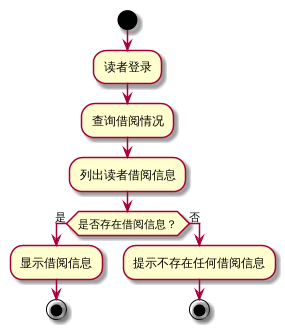 读者登录
查询借阅情况
列出读者借阅信息
是
是否存在借阅信息？
否
显示借阅信息
提示不存在任何借阅信息